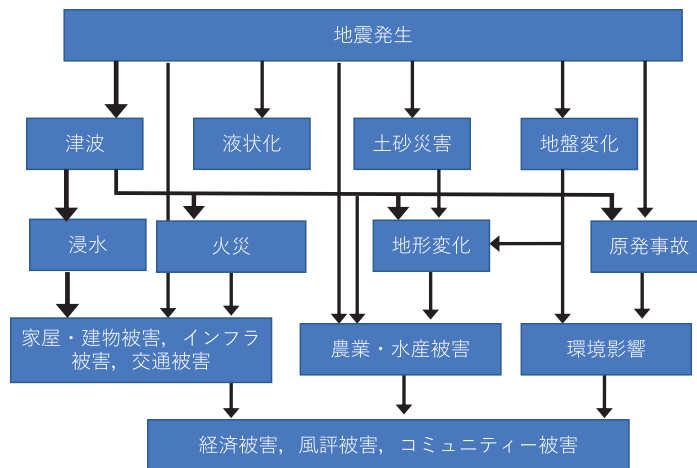 地震発生
津波
液状化
土砂災害
地盤変化
浸水
火災
地形変化
原発事故
家屋・建物被害，インフラ
被害，交通被害
農業・水産被害
環境影響
経済被害，風評被害，コミュニティー被害